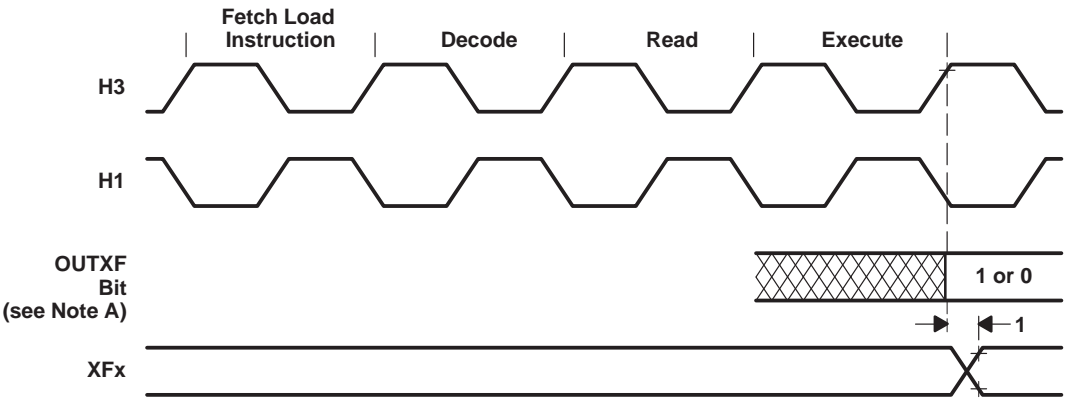 Fetch Load
Instruction
Decode
Read
Execute
H3
H1
OUTXF
Bit
(see Note A)
1 or 0
1
XFx